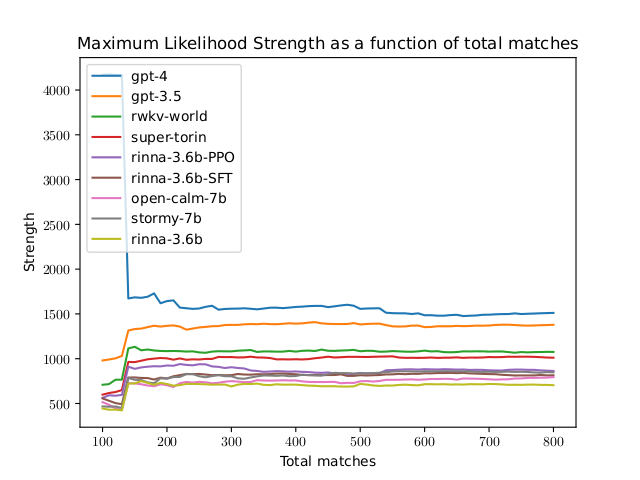 Maximum Likelihood Strength as a function of total matches
gpt-4
gpt-3.5
rwkv-world
super-torin
rinna-3.6b-PPO
rinna-3.6b-SFT
open-calm-7b
stormy-7b
rinna-3.6b
Strength
4000
3500
3000
2500
2000
1500
1000
500
100 200 300 400 500 600 700 800
Total matches